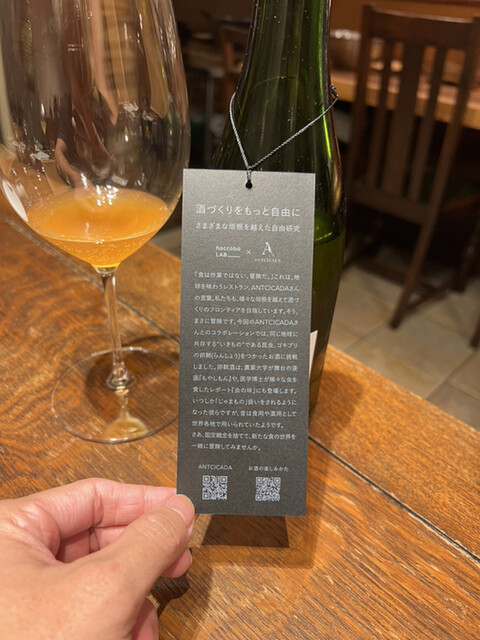 酒づくりをもっと自由に
さまざまな垣根を越えた自由研究
haccoba
LAB___
×
A
ANTCICADA
「食は作業ではない、冒険だ。」これは、地
球を味わうレストラン、ANTCICADAさん
の言葉。私たちも、様々な垣根を越えて酒づ
くりのフロンティアを目指しています。そう、
まさに冒険です。今回のANTCICADAさ
んとのコラボレーションでは、同じ地球に
共存する“いきもの”である昆虫、ゴキブリ
の卵鞘(らんしょう)をつかったお酒に挑戦
しました。卵鞘酒は、農業大学が舞台の漫
画『もやしもん』や、医学博士が様々な虫を
食したレポート『虫の味』にも登場します。
いつしか「じゃまもの」扱いをされるように
なった彼らですが、昔は食用や薬用として
世界各地で用いられていたようです。
さあ、固定観念を捨てて、新たな食の世界を
一緒に冒険してみませんか。
ANTCICADA
お酒の楽しみかた